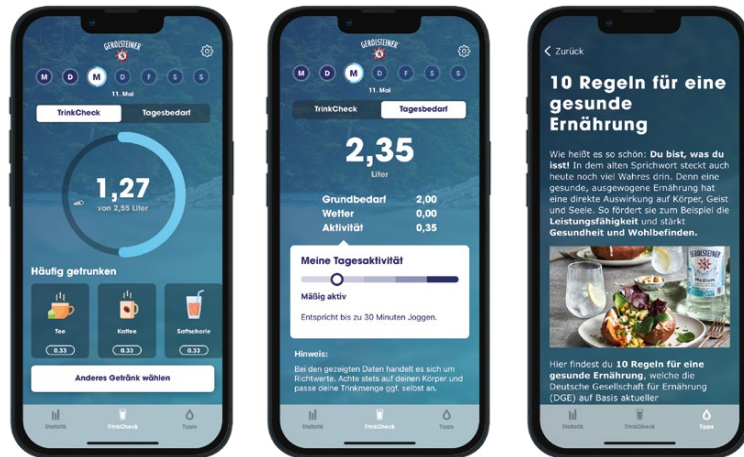 GEROLSTEINER
M D M D F S S
11. Mai
TrinkCheck Tagesbedarf
1,27
von 2,55 Liter
Häufig getrunken
Tee Kaffee Saftschorle
0.33 0.33 0.33
Anderes Getränk wählen
Statistik TrinkCheck Tipps
GEROLSTEINER
M D M D F S S
11. Mai
TrinkCheck Tagesbedarf
2,35
Liter
Grundbedarf 2,00
Wetter 0,00
Aktivität 0,35
Meine Tagesaktivität
Mäßig aktiv
Entspricht bis zu 30 Minuten Joggen.
Hinweis:
Bei den gezeigten Daten handelt es sich um
Richtwerte. Achte stets auf deinen Körper und
passe deine Trinkmenge ggf. selbst an.
Statistik TrinkCheck Tipps
Zurück
10 Regeln für eine
gesunde
Ernährung
Wie heißt es so schön: Du bist, was du
isst! In dem alten Sprichwort steckt auch
heute noch viel Wahres drin. Denn eine
gesunde, ausgewogene Ernährung hat
eine direkte Auswirkung auf Körper, Geist
und Seele. So fördert sie zum Beispiel die
Leistungsfähigkeit und stärkt
Gesundheit und Wohlbefinden.
GEROLSTEINER
Medium
Hier findest du 10 Regeln für eine
gesunde Ernährung, welche die
Deutsche Gesellschaft für Ernährung
(DGE) auf Basis aktueller
Statistik TrinkCheck Tipps